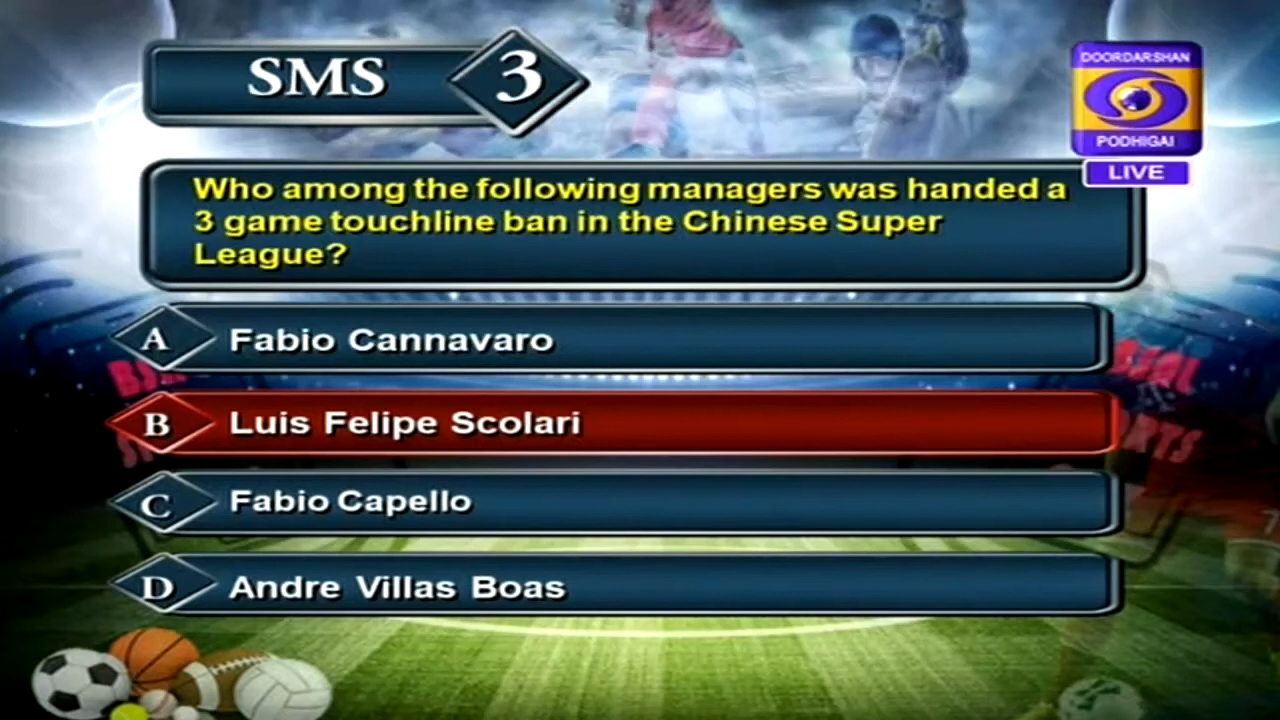 SMS 3
DOORDARSHAN
PODHIGAI
LIVE
Who among the following managers was handed a
3 game touchline ban in the Chinese Super
League?
A Fabio Cannavaro
B Luis Felipe Scolari
C Fabio Capello
D Andre Villas Boas